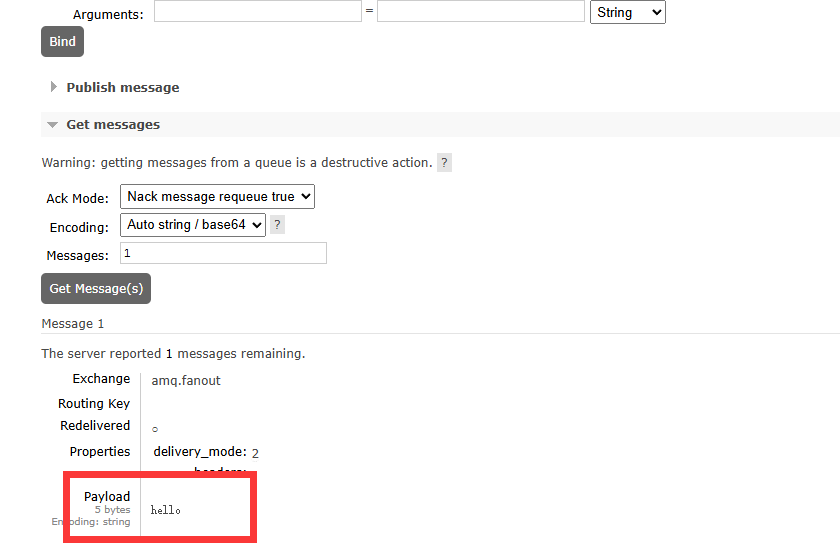 Arguments: = String
Bind
Publish message
Get messages
Warning: getting messages from a queue is a destructive action. ?
Ack Mode: Nack message requeue true
Encoding: Auto string / base64 ?
Messages: 1
Get Message(s)
Message 1
The server reported 1 messages remaining.
Exchange amq.fanout
Routing Key
Redelivered ○
Properties delivery_mode: 2
headers:
Payload
5 bytes hello
Encoding: string